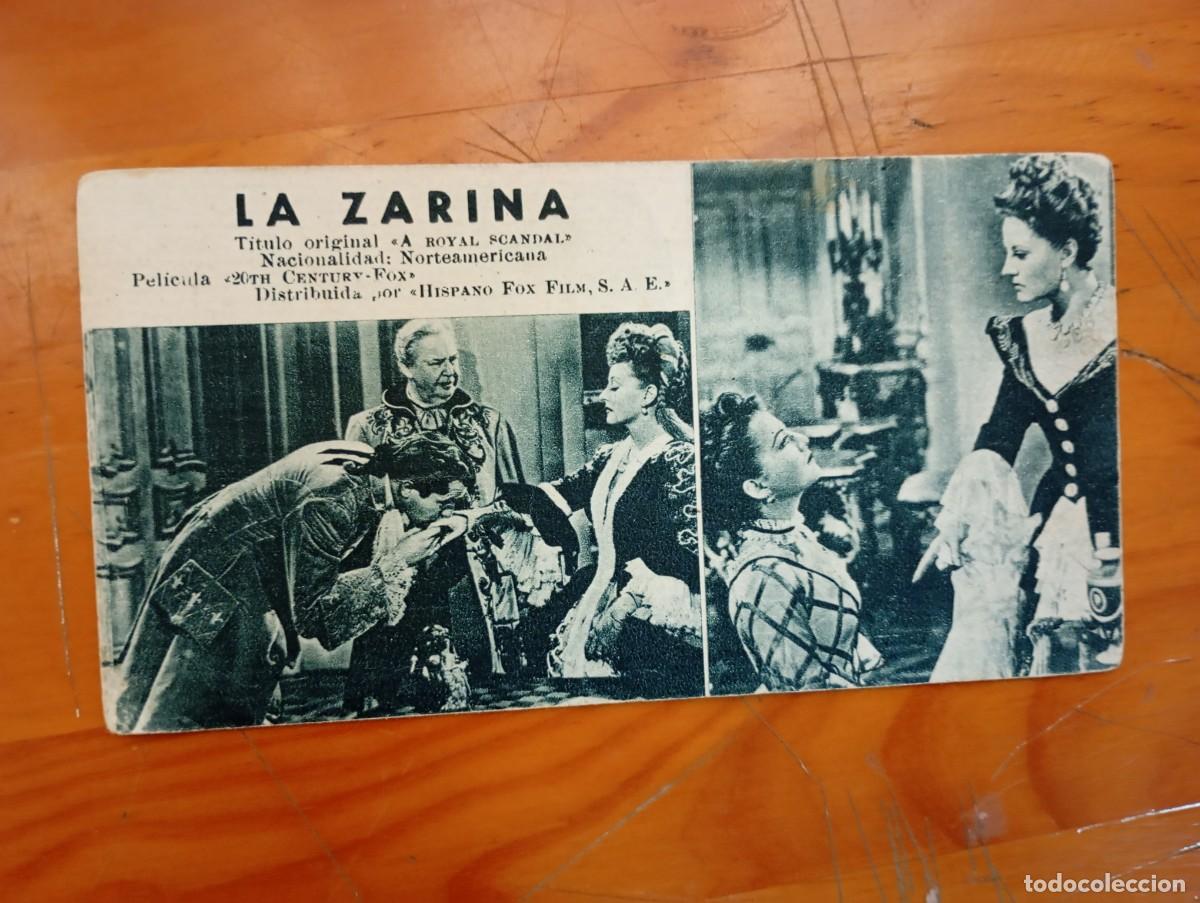 LA ZARINA
Título original «A ROYAL SCANDAL»
Nacionalidad: Norteamericana
Película «20TH CENTURY-FOX»
Distribuida por «HISPANO FOX FILM, S. A. E.»
todocoleccion